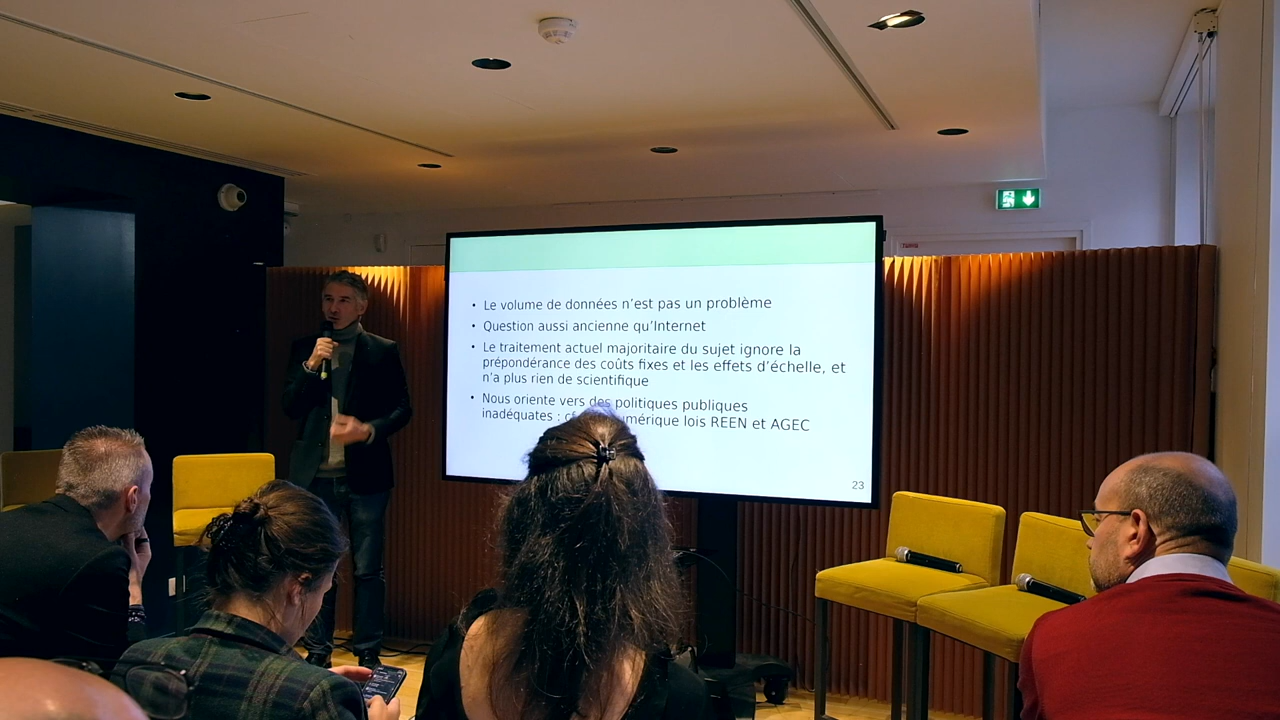 • Le volume de données n'est pas un problème
• Question aussi ancienne qu'Internet
• Le traitement actuel majoritaire du sujet ignore la
prépondérance des coûts fixes et les effets d'échelle, et
n'a plus rien de scientifique
• Nous oriente vers des politiques publiques
inadéquates : lois REEN et AGEC
23